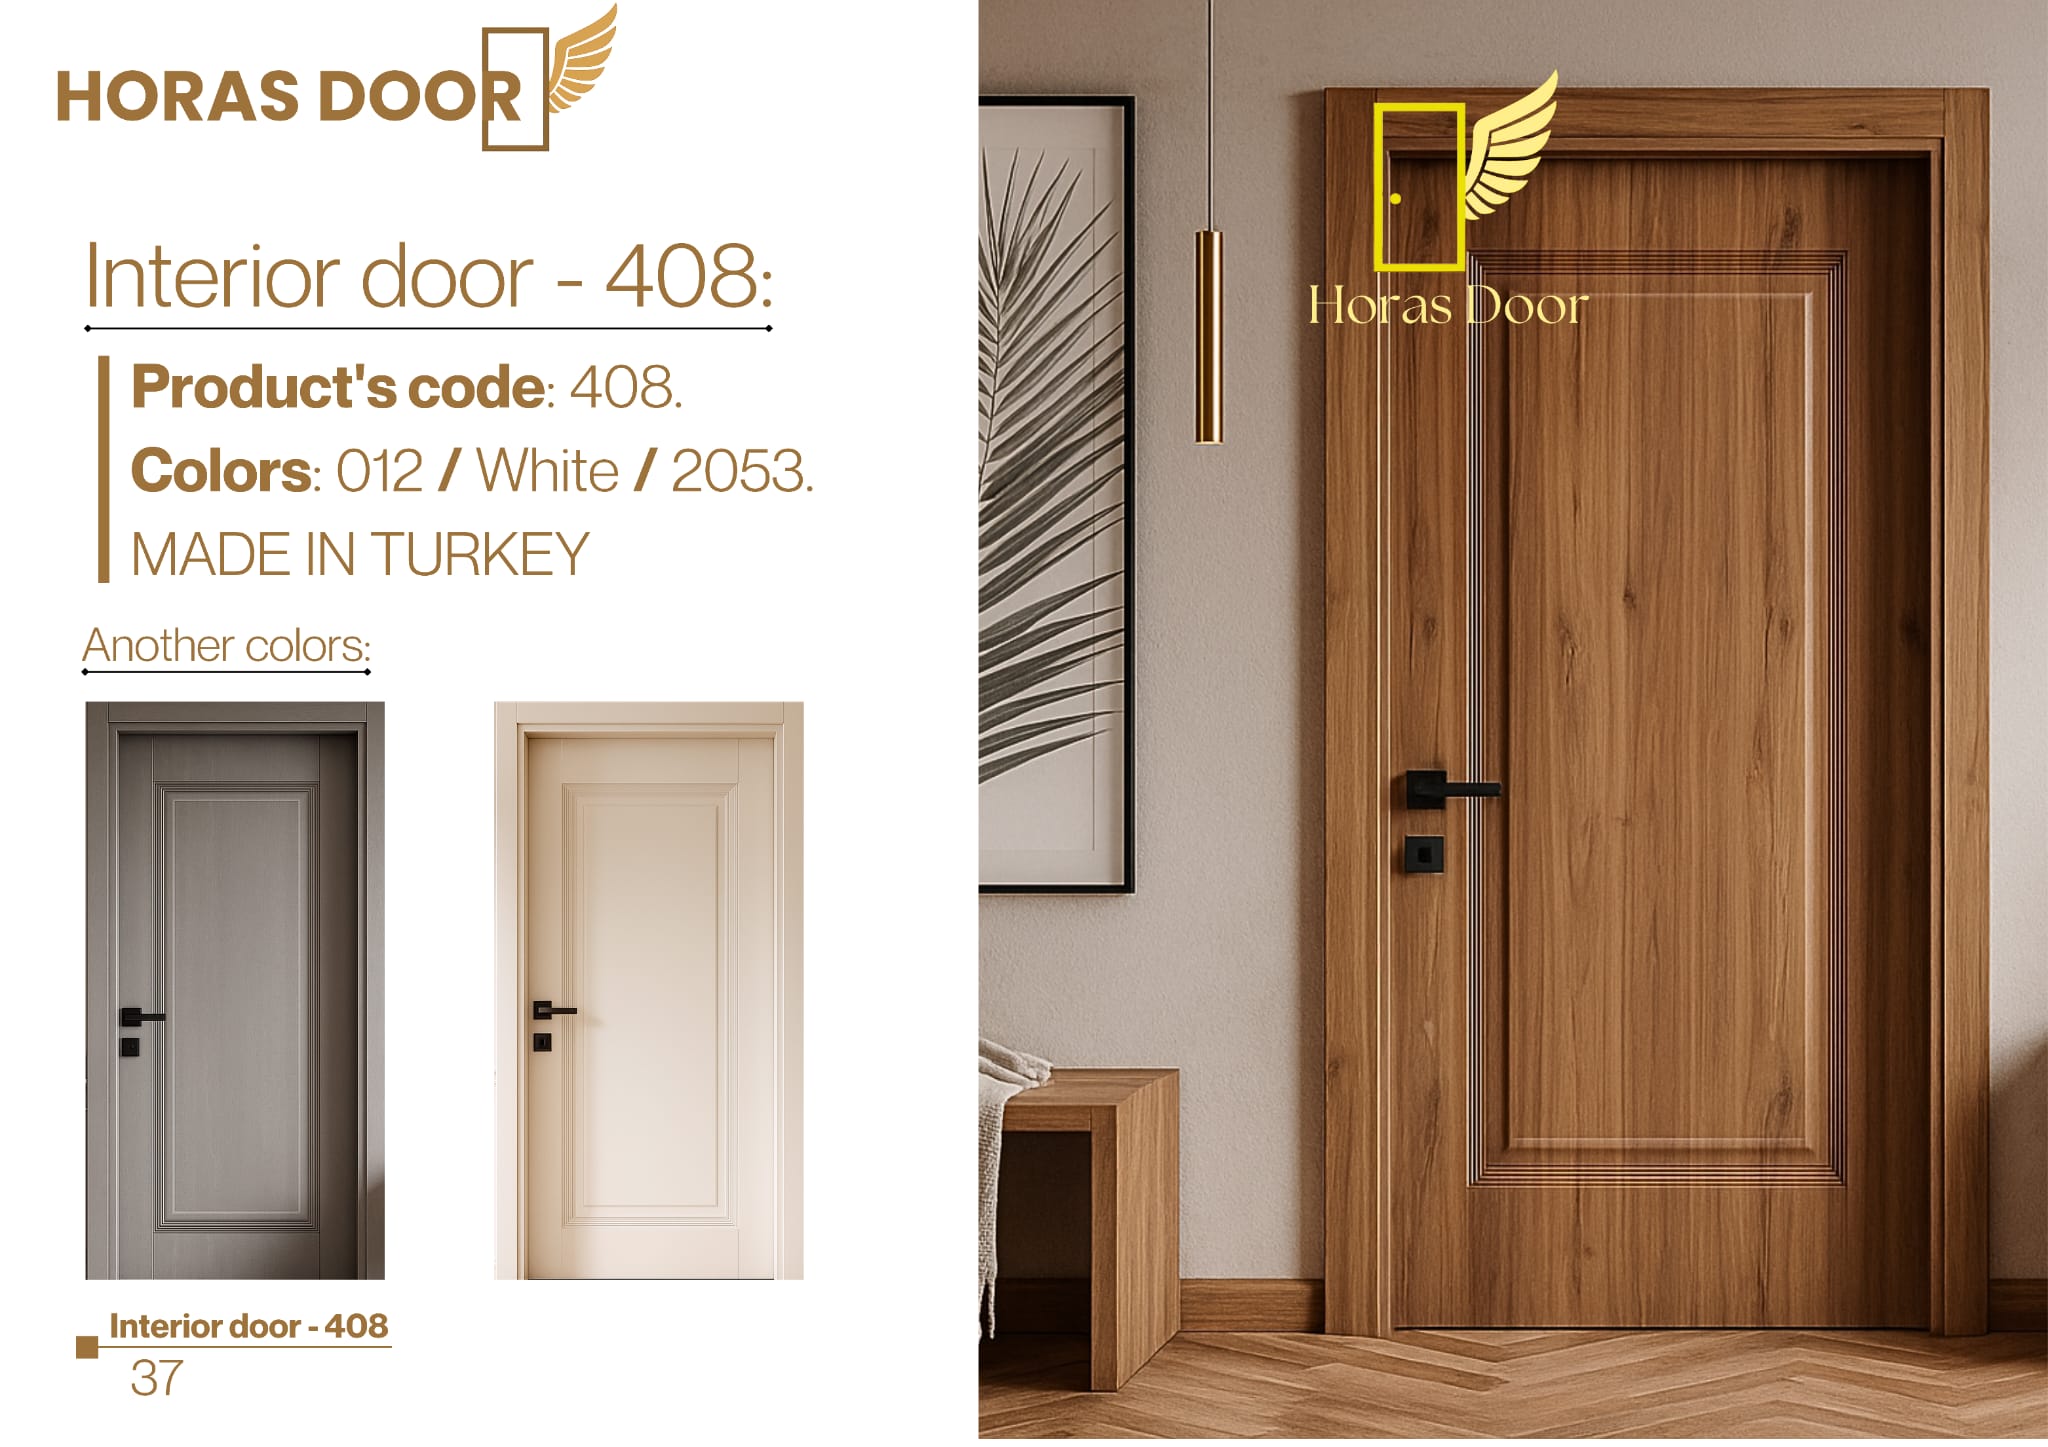 HORAS DOOR
Interior door - 408:
Product's code: 408.
Colors: 012 / White / 2053.
MADE IN TURKEY
Another colors:
Interior door - 408
37
Horas Door